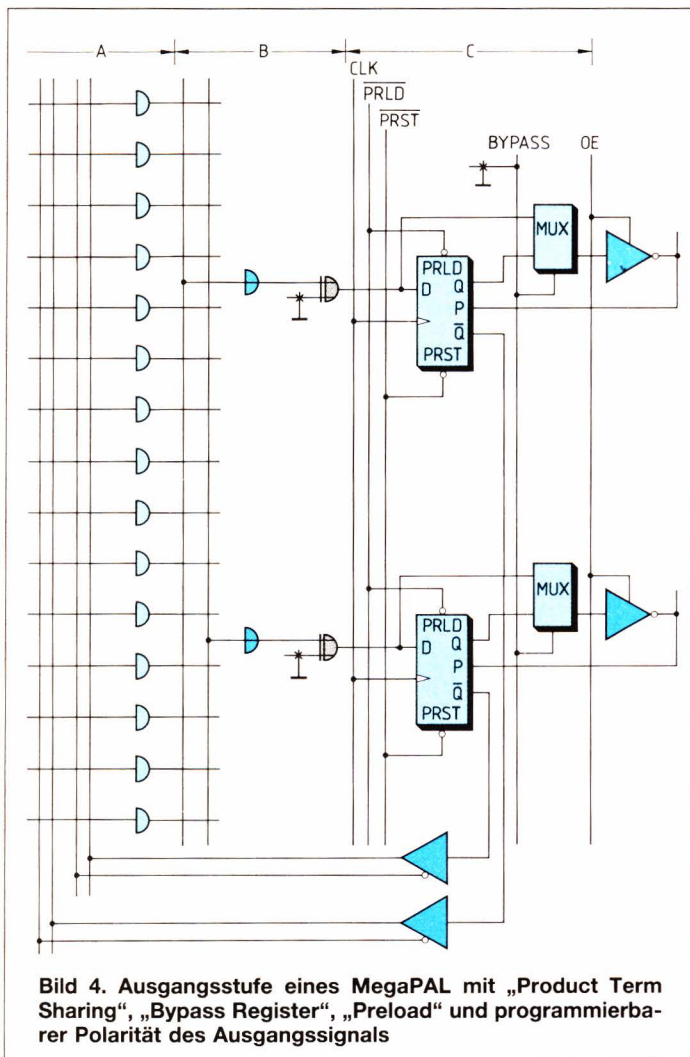 A B C
CLK
PRLD
PRST
BYPASS OE
MUX
PRLD
D Q
P
Q̅
PRST
MUX
PRLD
D Q
P
Q̅
PRST
Bild 4. Ausgangsstufe eines MegaPAL mit „Product Term
Sharing“, „Bypass Register“, „Preload“ und programmierba-
rer Polarität des Ausgangssignals